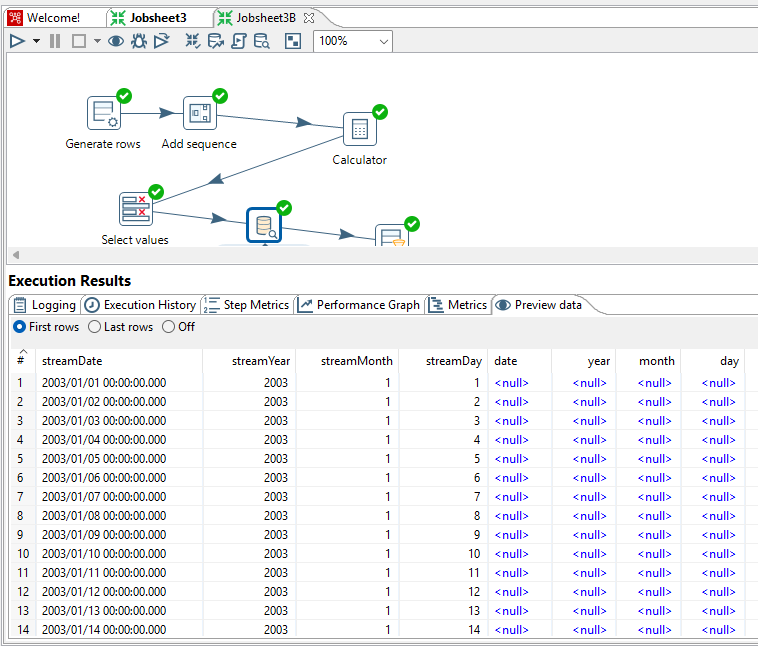 Welcome! Jobsheet3 Jobsheet3B
100%
Generate rows Add sequence
Calculator
Select values
Execution Results
Logging Execution History Step Metrics Performance Graph Metrics Preview data
First rows Last rows Off
# streamDate streamYear streamMonth streamDay date year month day
1 2003/01/01 00:00:00.000 2003 1 1 <null> <null> <null> <null>
2 2003/01/02 00:00:00.000 2003 1 2 <null> <null> <null> <null>
3 2003/01/03 00:00:00.000 2003 1 3 <null> <null> <null> <null>
4 2003/01/04 00:00:00.000 2003 1 4 <null> <null> <null> <null>
5 2003/01/05 00:00:00.000 2003 1 5 <null> <null> <null> <null>
6 2003/01/06 00:00:00.000 2003 1 6 <null> <null> <null> <null>
7 2003/01/07 00:00:00.000 2003 1 7 <null> <null> <null> <null>
8 2003/01/08 00:00:00.000 2003 1 8 <null> <null> <null> <null>
9 2003/01/09 00:00:00.000 2003 1 9 <null> <null> <null> <null>
10 2003/01/10 00:00:00.000 2003 1 10 <null> <null> <null> <null>
11 2003/01/11 00:00:00.000 2003 1 11 <null> <null> <null> <null>
12 2003/01/12 00:00:00.000 2003 1 12 <null> <null> <null> <null>
13 2003/01/13 00:00:00.000 2003 1 13 <null> <null> <null> <null>
14 2003/01/14 00:00:00.000 2003 1 14 <null> <null> <null> <null>